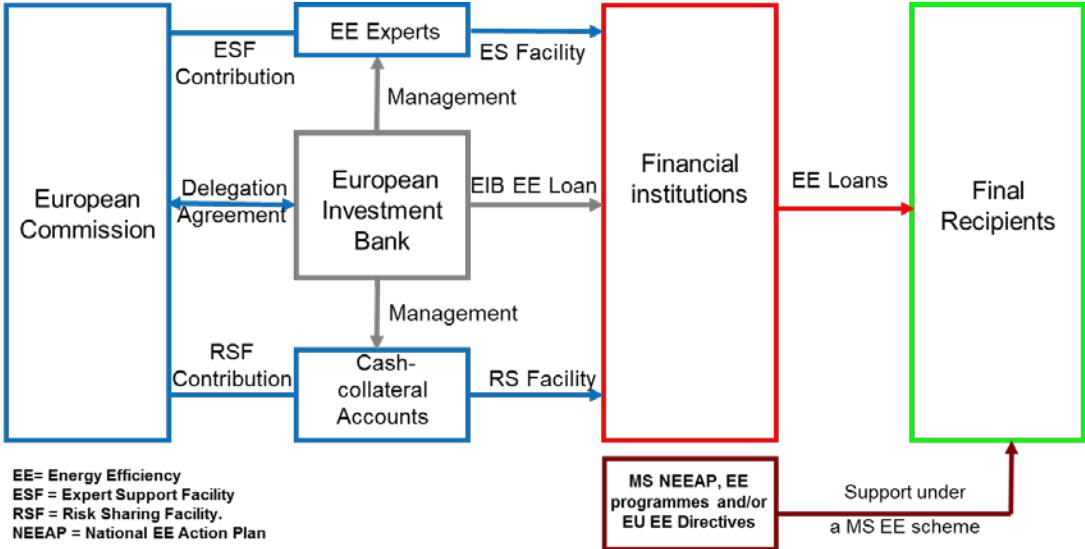 European
Commission
ESF
Contribution
Delegation
Agreement
RSF
Contribution
EE Experts
Management
European
Investment
Bank
Management
Cash-
collateral
Accounts
ES Facility
EIB EE Loan
RS Facility
Financial
institutions
EE Loans
Final
Recipients
MS NEEAP, EE
programmes and/or
EU EE Directives
Support under
a MS EE scheme
EE= Energy Efficiency
ESF = Expert Support Facility
RSF = Risk Sharing Facility.
NEEAP = National EE Action Plan